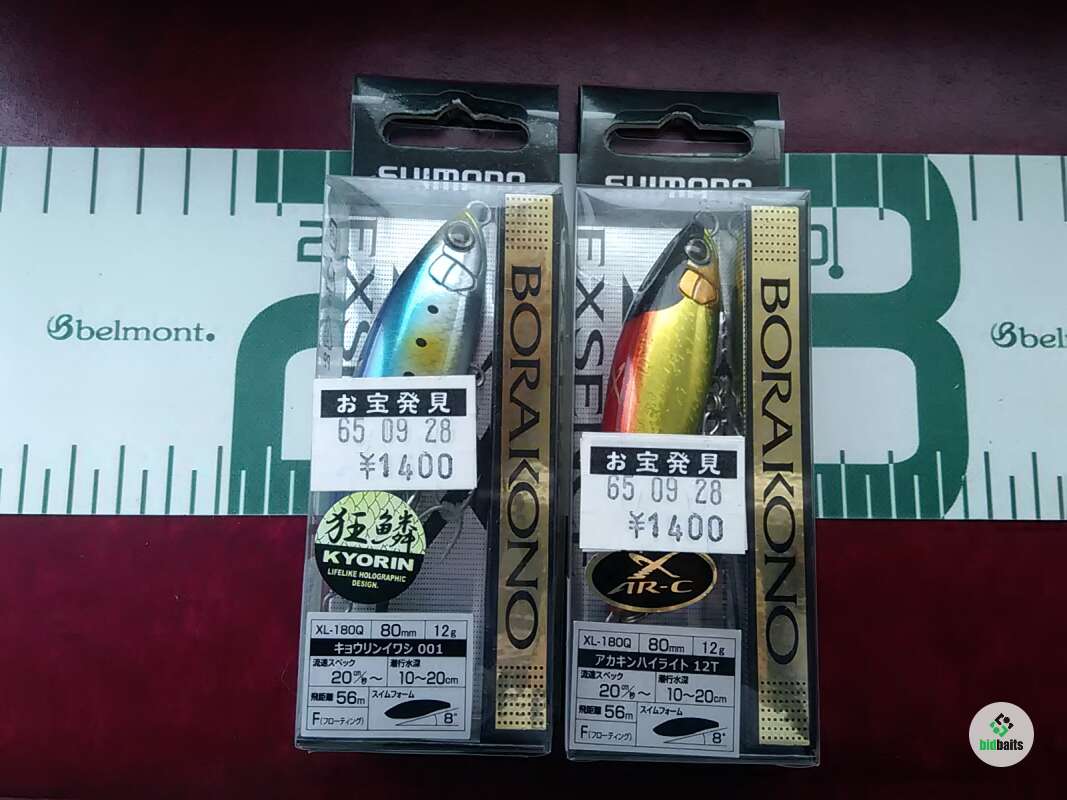 SHIMANO
EXSENCE
BORAKONO
お宝発見
65 09 28
¥1400
狂鱗
KYORIN
LIFELIKE HOLOGRAPHIC
DESIGN.
XL-180Q 80mm 12g
キョウリンイワシ 001
流速スペック 潜行水深
20cm/秒〜 10〜20cm
飛距離 56m スイムフォーム
F(フローティング) 8°
SHIMANO
BORAKONO
お宝発見
65 09 28
¥1400
AR-C
XL-180Q 80mm 12g
アカキンハイライト 12T
流速スペック 潜行水深
20cm/秒〜 10〜20cm
飛距離 56m スイムフォーム
F(フローティング) 8°
belmont.
belmont
bidbaits